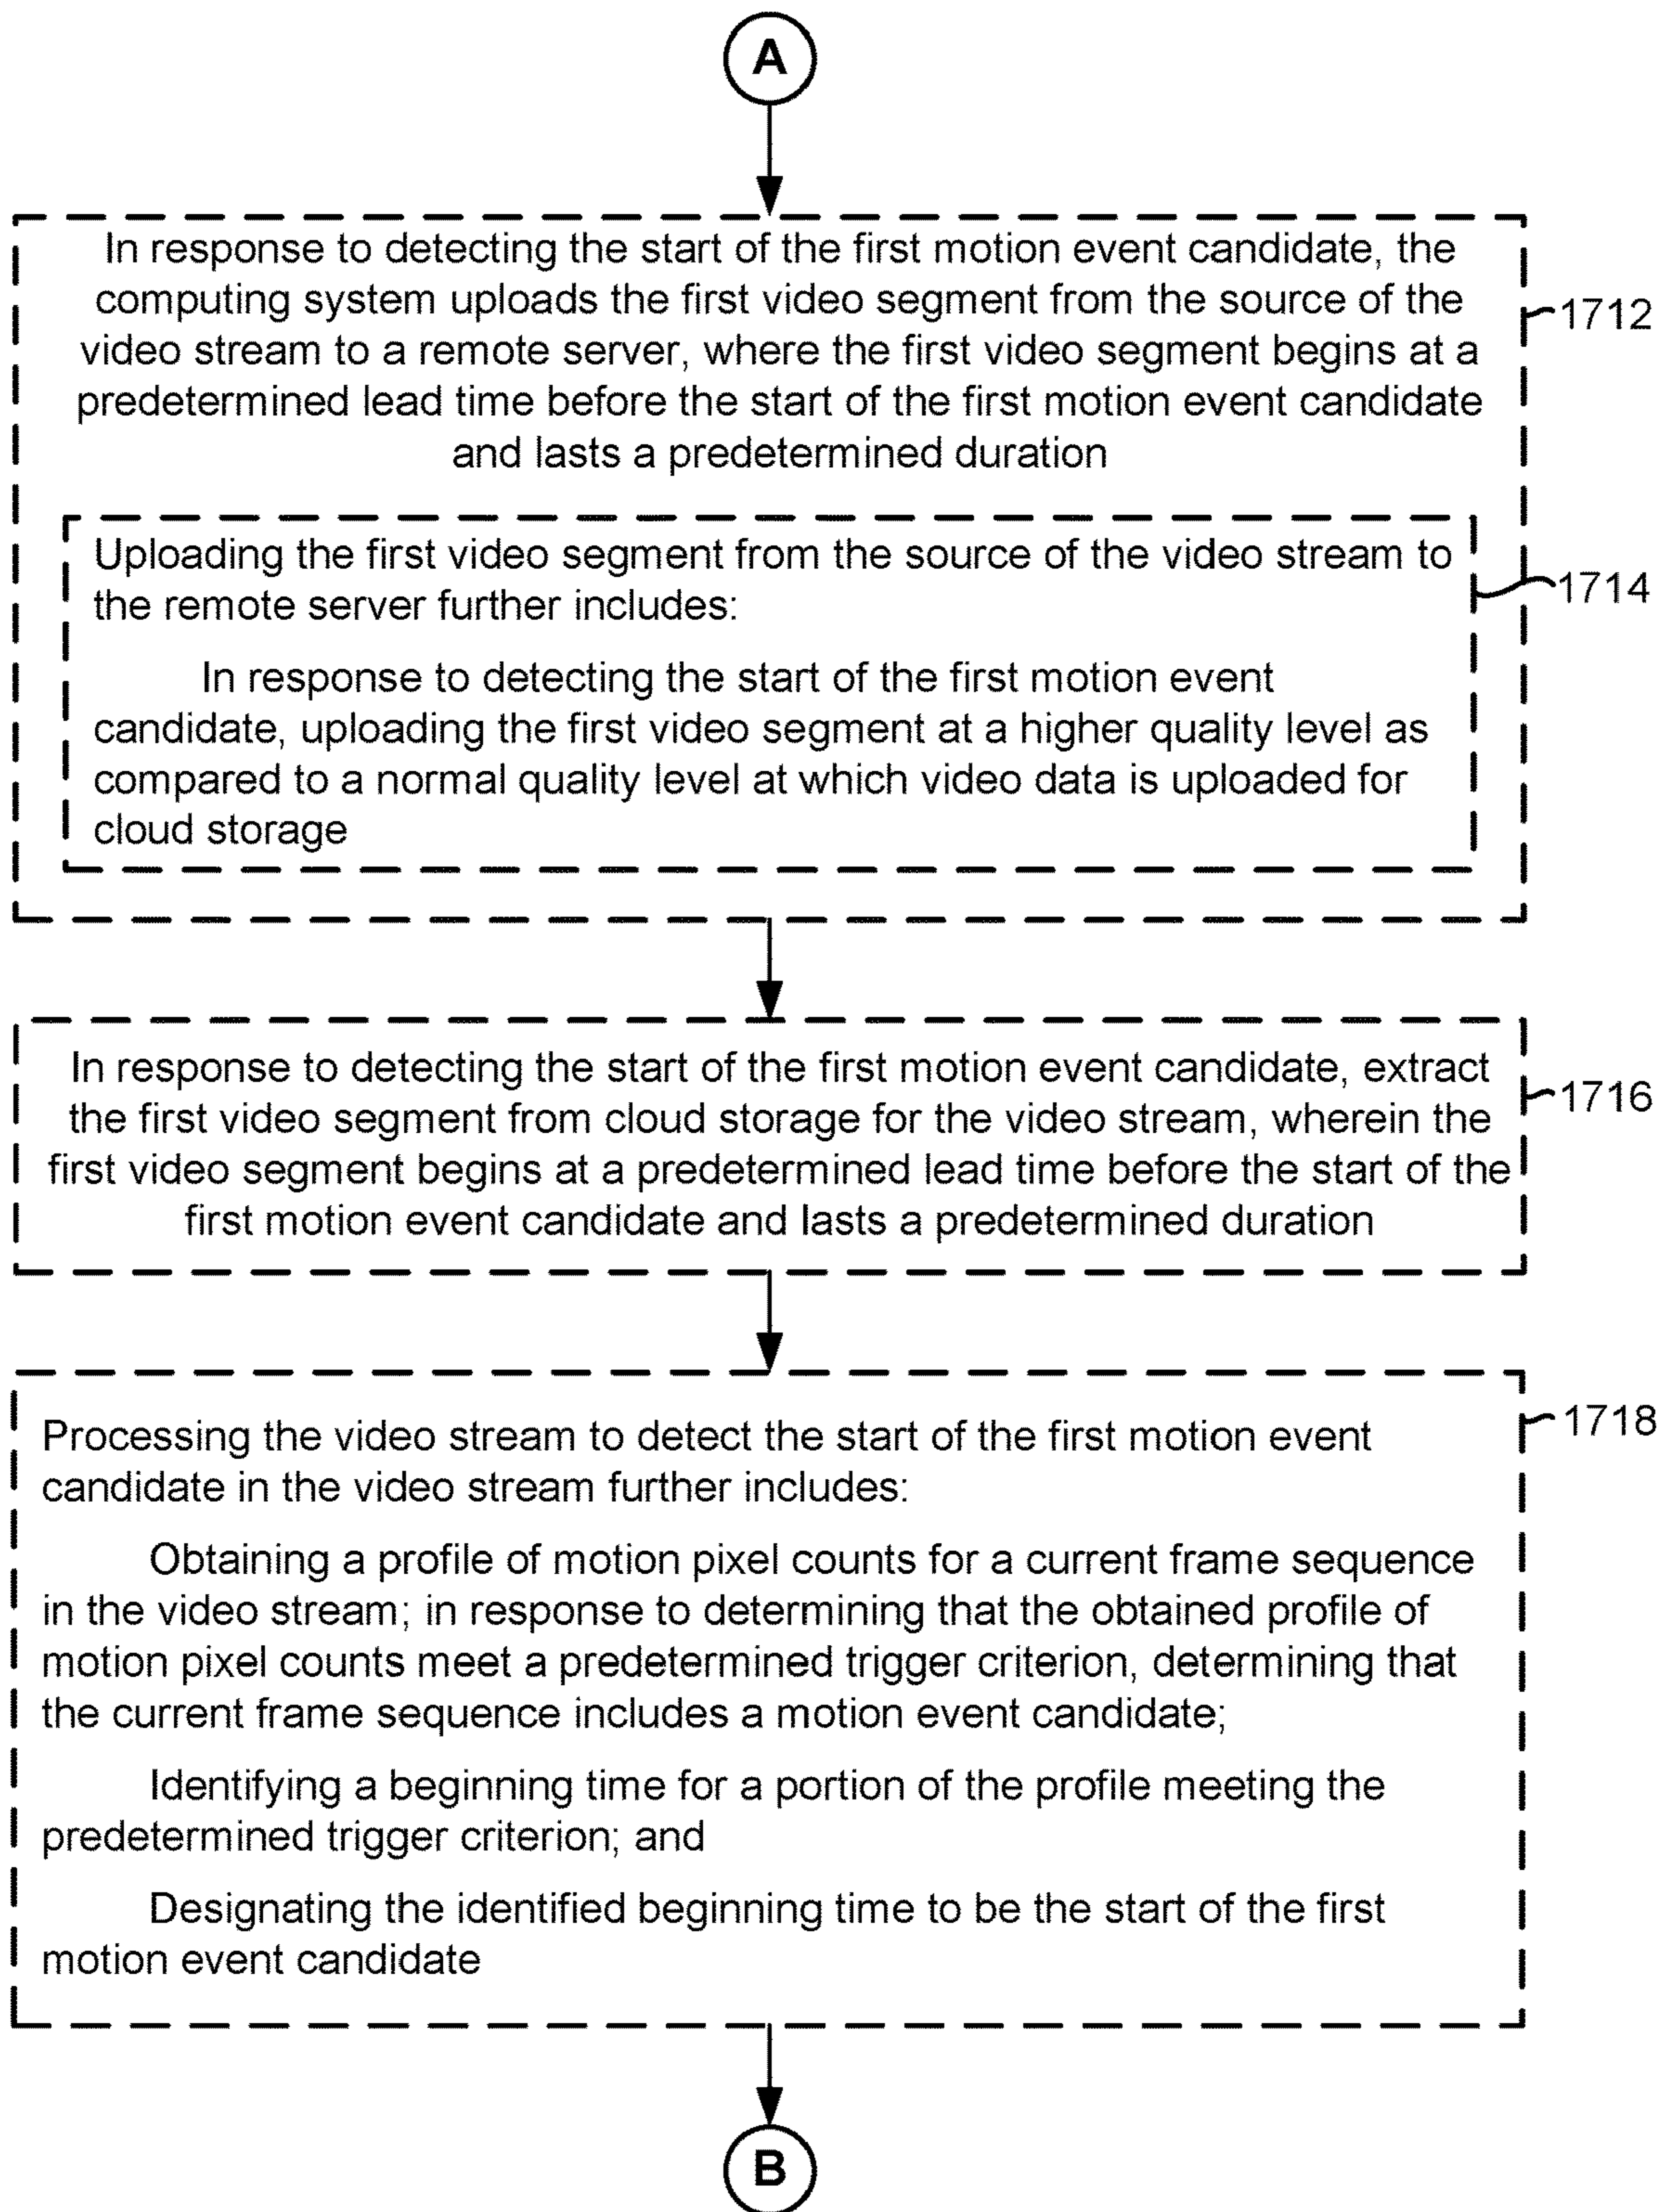 A
In response to detecting the start of the first motion event candidate, the
computing system uploads the first video segment from the source of the
video stream to a remote server, where the first video segment begins at a
predetermined lead time before the start of the first motion event candidate
and lasts a predetermined duration
1712
Uploading the first video segment from the source of the video stream to
the remote server further includes:
1714
In response to detecting the start of the first motion event
candidate, uploading the first video segment at a higher quality level as
compared to a normal quality level at which video data is uploaded for
cloud storage
In response to detecting the start of the first motion event candidate, extract
the first video segment from cloud storage for the video stream, wherein the
first video segment begins at a predetermined lead time before the start of the
first motion event candidate and lasts a predetermined duration
1716
Processing the video stream to detect the start of the first motion event
candidate in the video stream further includes:
1718
Obtaining a profile of motion pixel counts for a current frame sequence
in the video stream; in response to determining that the obtained profile of
motion pixel counts meet a predetermined trigger criterion, determining that
the current frame sequence includes a motion event candidate;
Identifying a beginning time for a portion of the profile meeting the
predetermined trigger criterion; and
Designating the identified beginning time to be the start of the first
motion event candidate
B